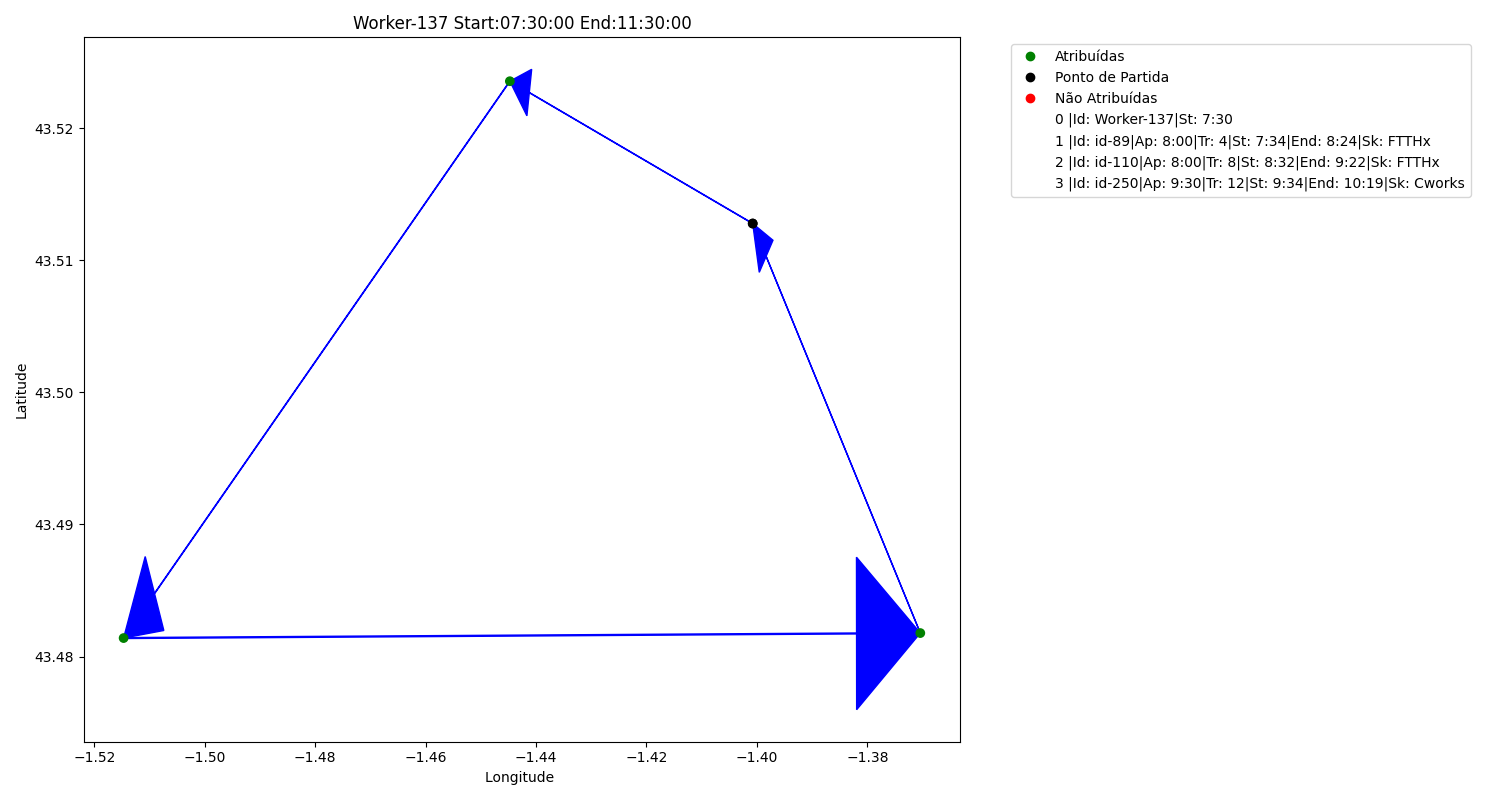 Worker-137 Start:07:30:00 End:11:30:00
Atribuídas
Ponto de Partida
Não Atribuídas
0 |Id: Worker-137|St: 7:30
1 |Id: id-89|Ap: 8:00|Tr: 4|St: 7:34|End: 8:24|Sk: FTTHx
2 |Id: id-110|Ap: 8:00|Tr: 8|St: 8:32|End: 9:22|Sk: FTTHx
3 |Id: id-250|Ap: 9:30|Tr: 12|St: 9:34|End: 10:19|Sk: Cworks
Latitude
43.52
43.51
43.50
43.49
43.48
−1.52 −1.50 −1.48 −1.46 −1.44 −1.42 −1.40 −1.38
Longitude